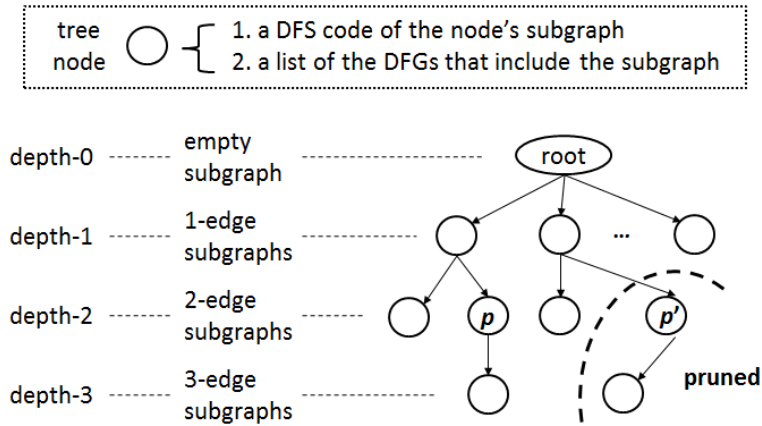 tree
node
1. a DFS code of the node's subgraph
2. a list of the DFGs that include the subgraph
depth-0
empty
subgraph
root
depth-1
1-edge
subgraphs
...
depth-2
2-edge
subgraphs
p
p'
pruned
depth-3
3-edge
subgraphs